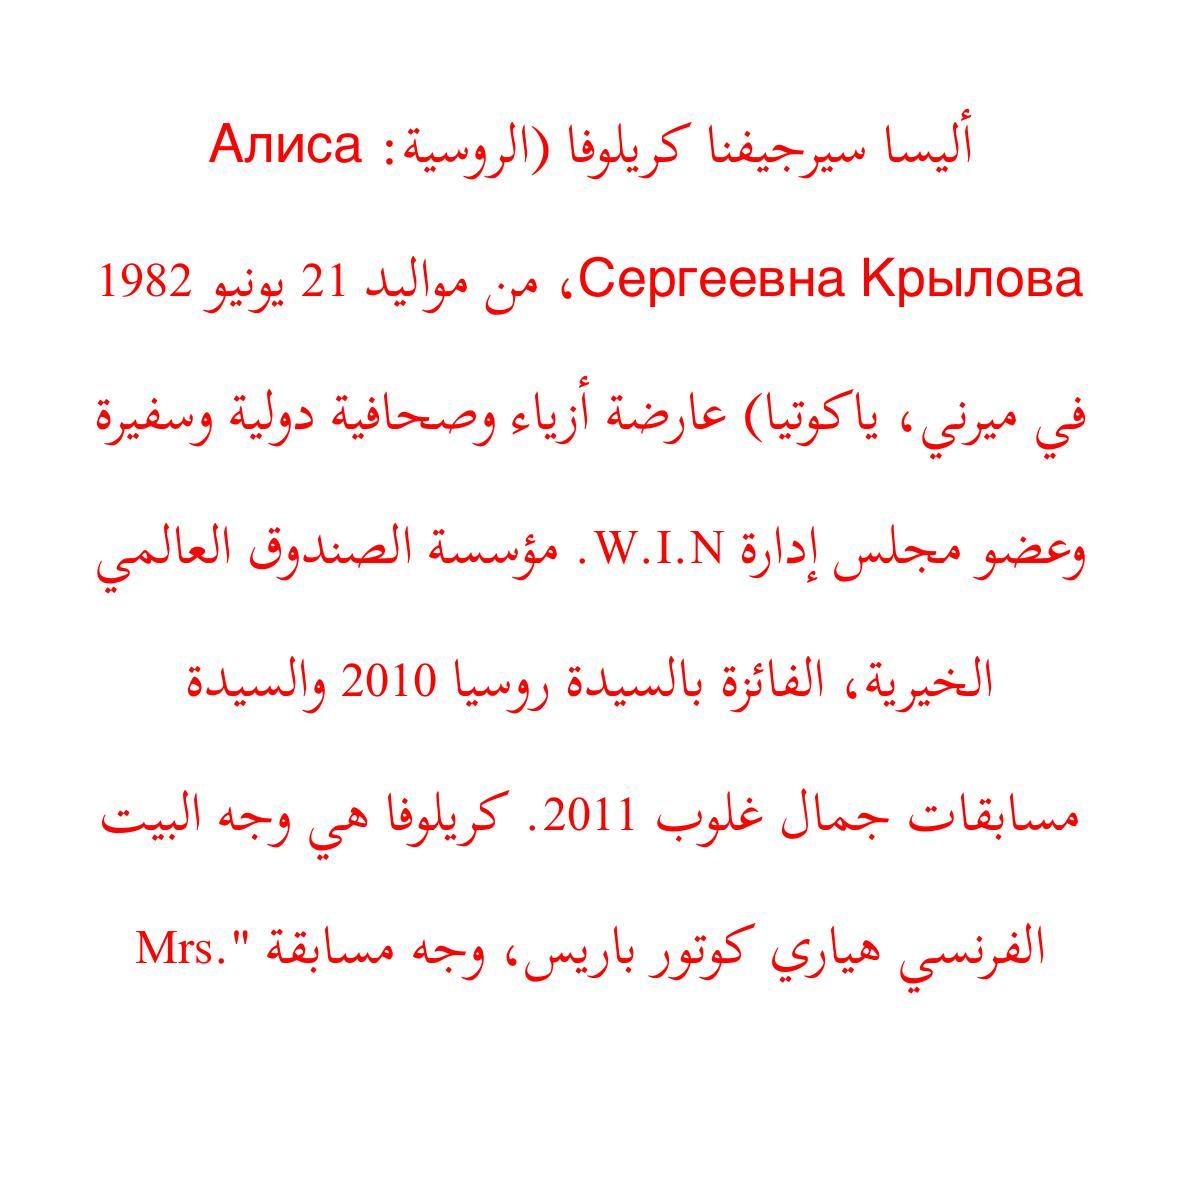 أليسا سيرجيفنا كريلوفا (الروسية: Алиса
Сергеевна Крылова، من مواليد 21 يونيو 1982
في ميرني، ياكوتيا) عارضة أزياء وصحافية دولية وسفيرة
وعضو مجلس إدارة W.I.N. مؤسسة الصندوق العالمي
الخيرية، الفائزة بالسيدة روسيا 2010 والسيدة
مسابقات جمال غلوب 2011. كريلوفا هي وجه البيت
الفرنسي هياري كوتور باريس، وجه مسابقة "Mrs.